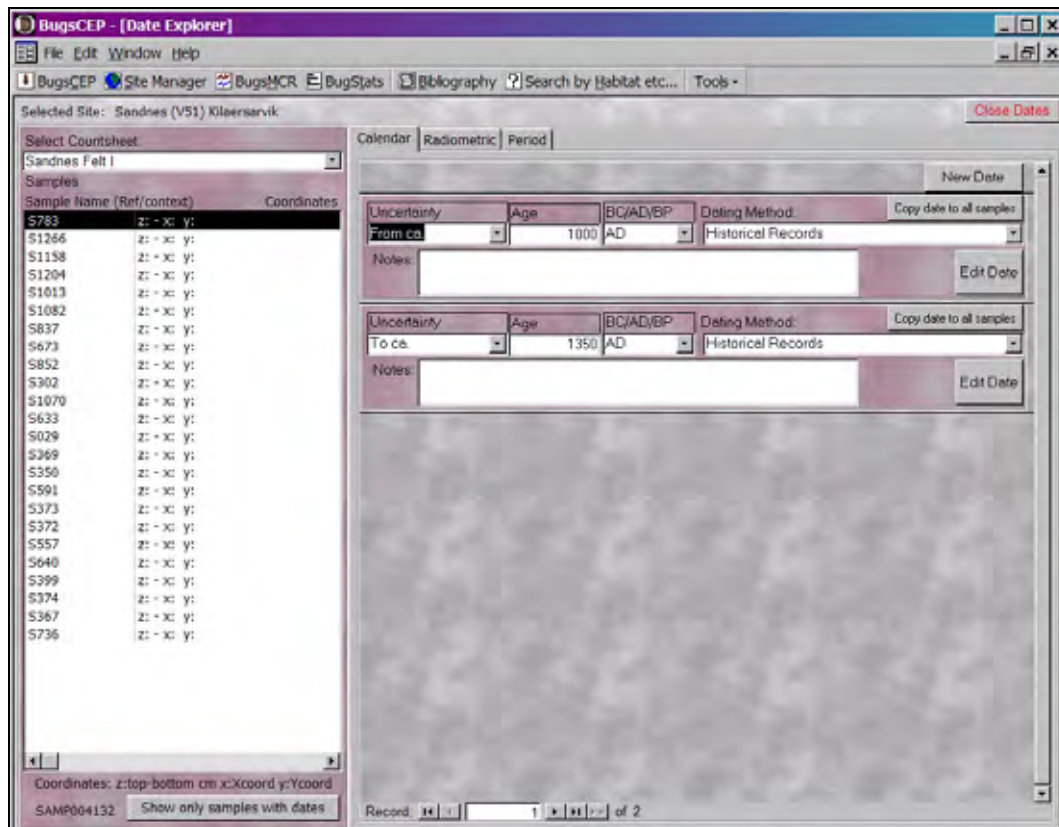 BugsCEP - [Date Explorer]
File Edit Window Help
BugsCEP Site Manager BugsMCR BugStats Bibliography Search by Habitat etc... Tools
Selected Site: Sandnes (V51) Kilaersarvik
Close Dates
Select Countsheet
Sandnes Felt I
Samples
Sample Name (Ref/context) Coordinates
S783 z: - x: y:
S1266 z: - x: y:
S1158 z: - x: y:
S1204 z: - x: y:
S1013 z: - x: y:
S1082 z: - x: y:
S837 z: - x: y:
S673 z: - x: y:
S852 z: - x: y:
S302 z: - x: y:
S1070 z: - x: y:
S633 z: - x: y:
S029 z: - x: y:
S369 z: - x: y:
S350 z: - x: y:
S591 z: - x: y:
S373 z: - x: y:
S372 z: - x: y:
S557 z: - x: y:
S640 z: - x: y:
S399 z: - x: y:
S374 z: - x: y:
S367 z: - x: y:
S736 z: - x: y:
Coordinates: z:top-bottom cm x:Xcoord y:Ycoord
SAMP004132 Show only samples with dates
Calendar Radiometric Period
New Date
Uncertainty Age BC/AD/BP Dating Method: Copy date to all samples
From ca. 1000 AD Historical Records
Notes: Edit Date
Uncertainty Age BC/AD/BP Dating Method: Copy date to all samples
To ca. 1350 AD Historical Records
Notes: Edit Date
Record: 1 of 2